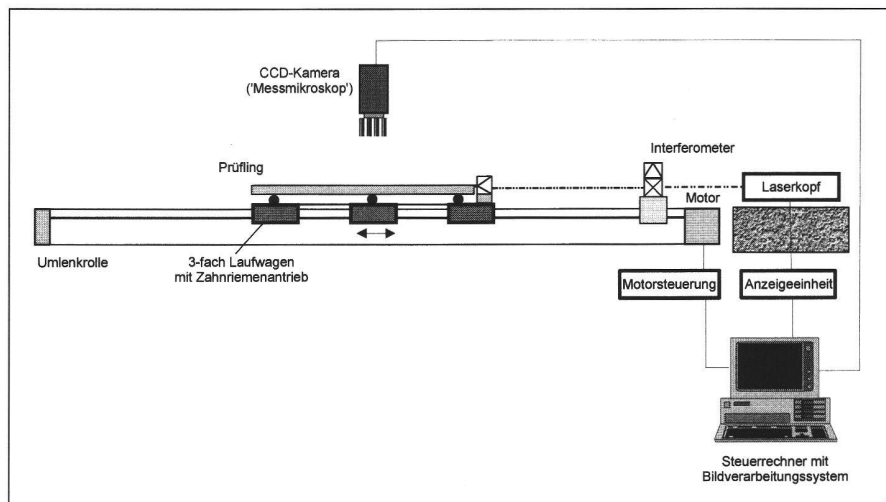 CCD-Kamera
('Messmikroskop')
Interferometer
Prüfling
Laserkopf
Motor
Umlenkrolle
3-fach Laufwagen
mit Zahnriemenantrieb
Motorsteuerung
Anzeigeeinheit
Steuerrechner mit
Bildverarbeitungssystem